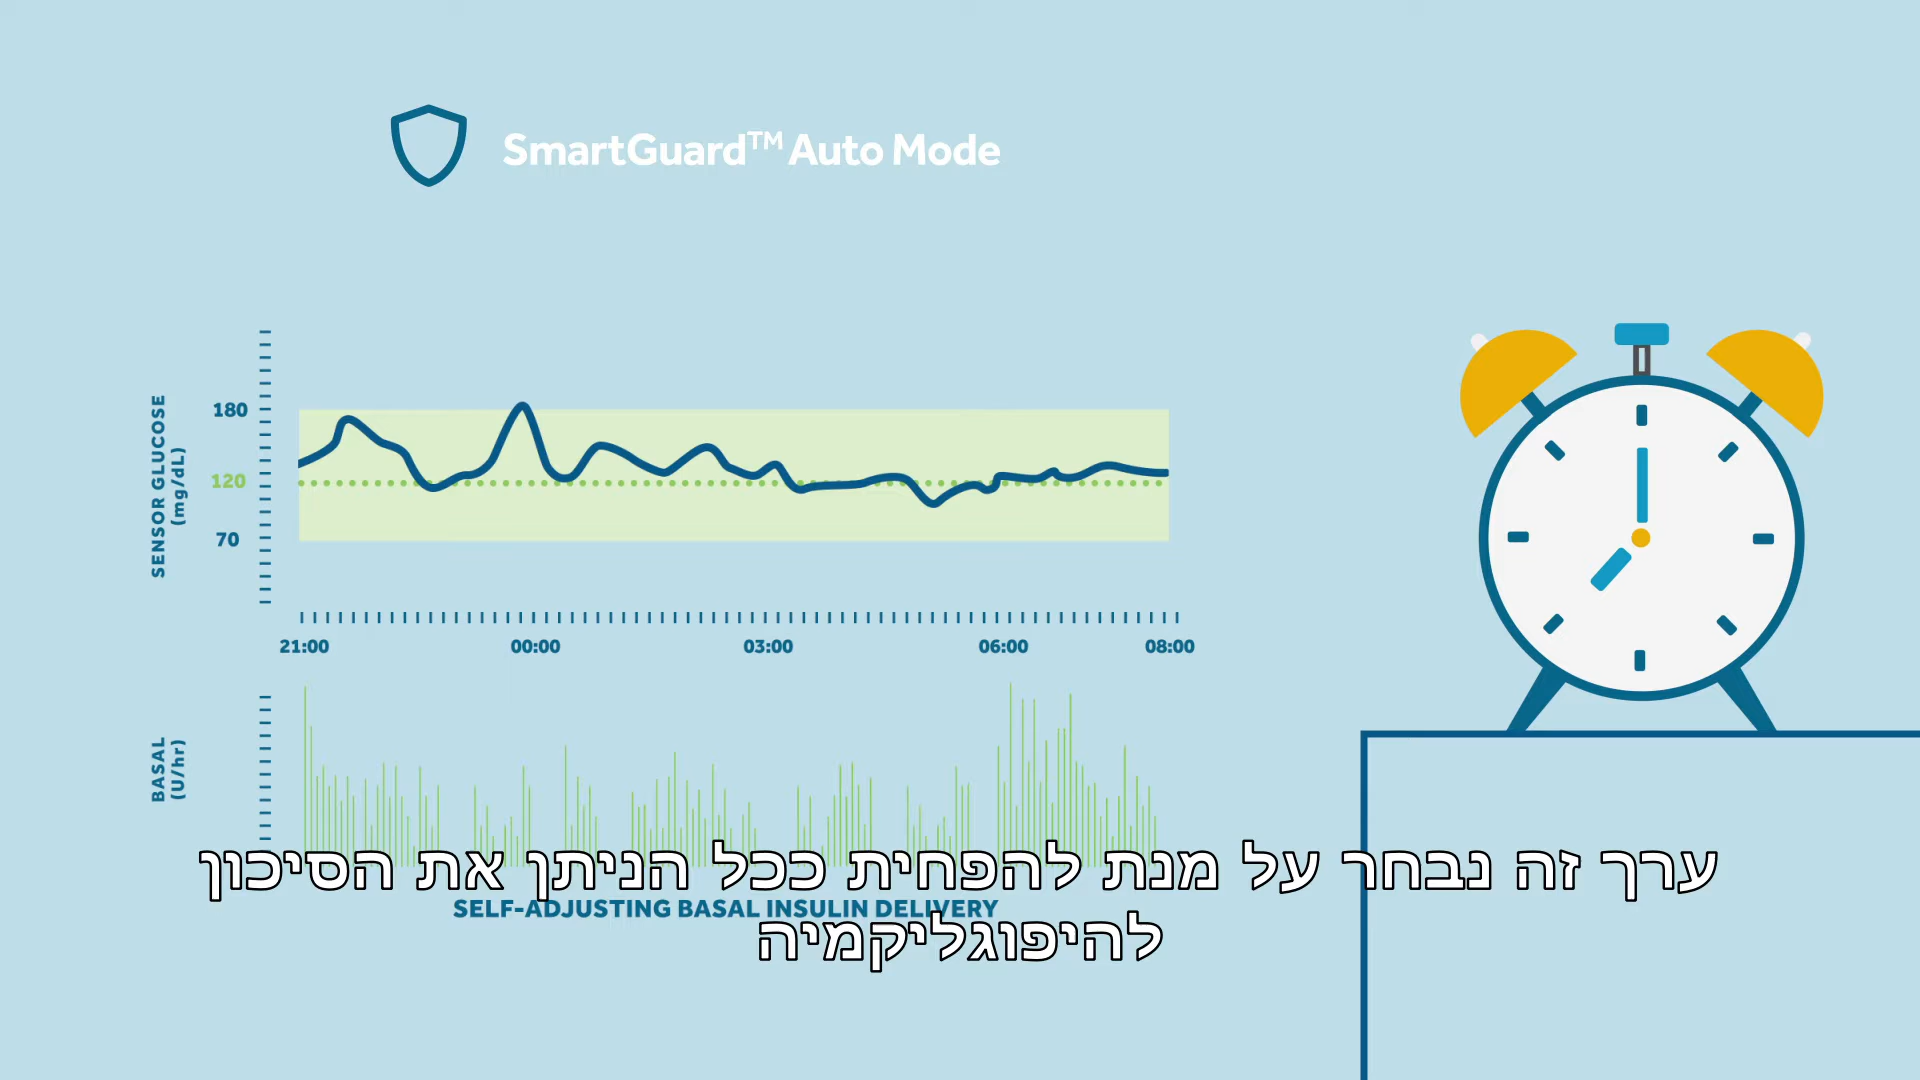 SmartGuard™ Auto Mode
SENSOR GLUCOSE
(mg/dL)
180
120
70
21:00 00:00 03:00 06:00 08:00
BASAL
(U/hr)
ערך זה נבחר על מנת להפחית ככל הניתן את הסיכון
SELF-ADJUSTING BASAL INSULIN DELIVERY
להיפוגליקמיה